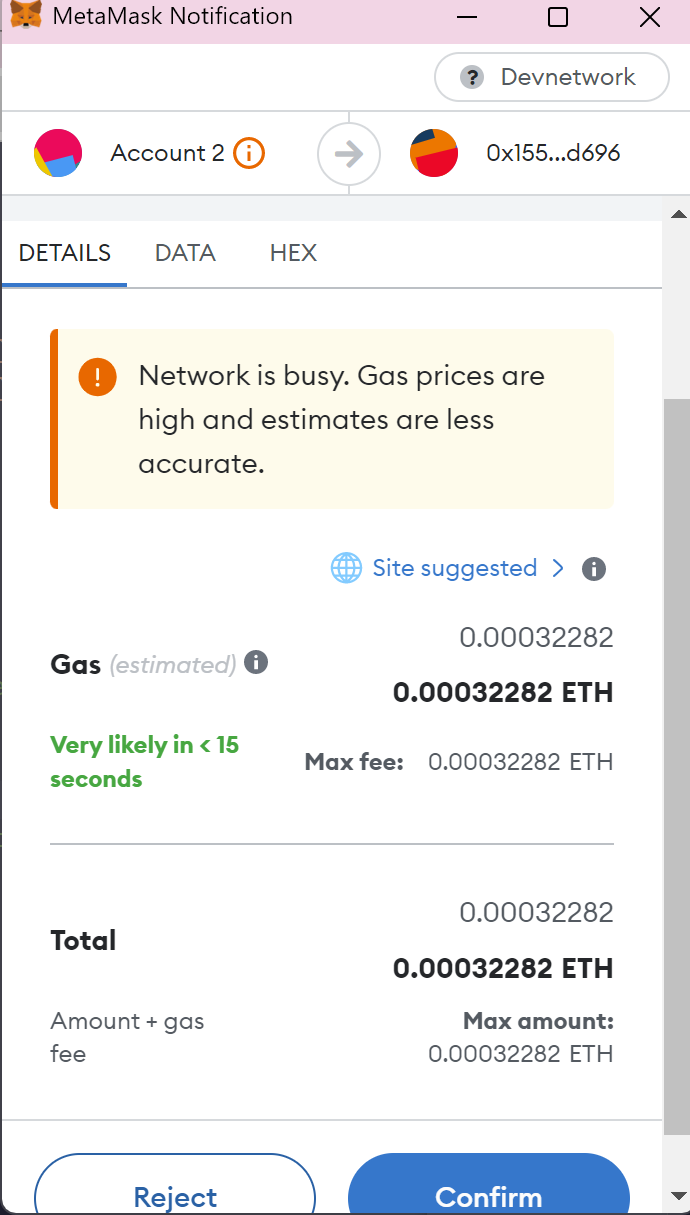 MetaMask Notification
? Devnetwork
Account 2
0x155...d696
DETAILS DATA HEX
Network is busy. Gas prices are
high and estimates are less
accurate.
Site suggested >
0.00032282
Gas (estimated)
0.00032282 ETH
Very likely in < 15
seconds
Max fee: 0.00032282 ETH
0.00032282
Total
0.00032282 ETH
Amount + gas
fee
Max amount:
0.00032282 ETH
Reject
Confirm